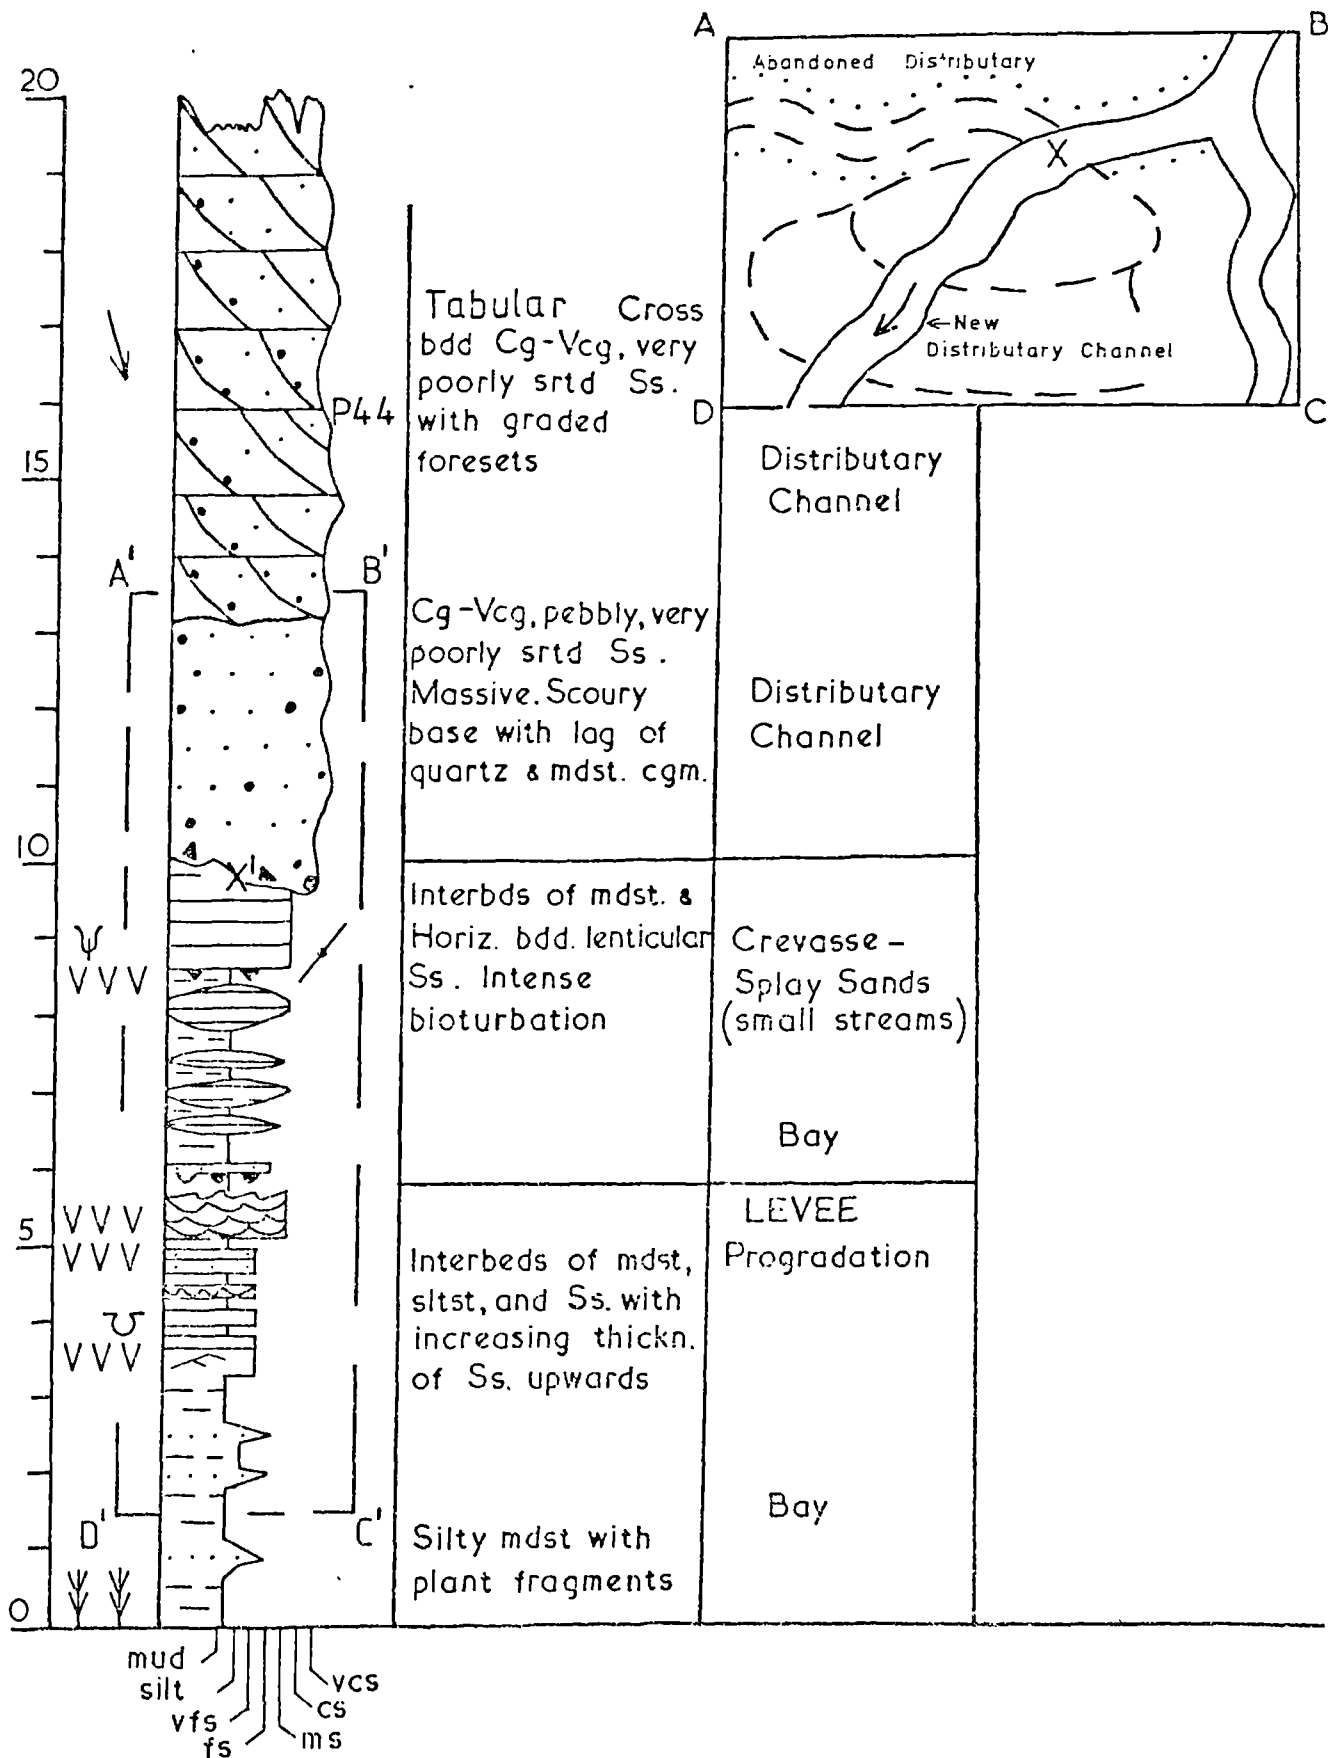 A
B
Abandoned Distributary
X
←New
Distributary Channel
D
C
20
15
10
5
0
P44
A'
B'
X'
D'
C'
V V V
V V V
V V V
V V V
Tabular Cross
bdd Cg-Vcg, very
poorly srtd Ss.
with graded
foresets
Distributary
Channel
Cg-Vcg, pebbly, very
poorly srtd Ss.
Massive. Scoury
base with lag of
quartz & mdst. cgm.
Distributary
Channel
Interbds of mdst. &
Horiz. bdd. lenticular
Ss. Intense
bioturbation
Crevasse-
Splay Sands
(small streams)
Bay
LEVEE
Progradation
Interbeds of mdst,
sltst, and Ss. with
increasing thickn.
of Ss. upwards
Bay
Silty mdst with
plant fragments
mud
silt
vfs
fs
ms
cs
vcs